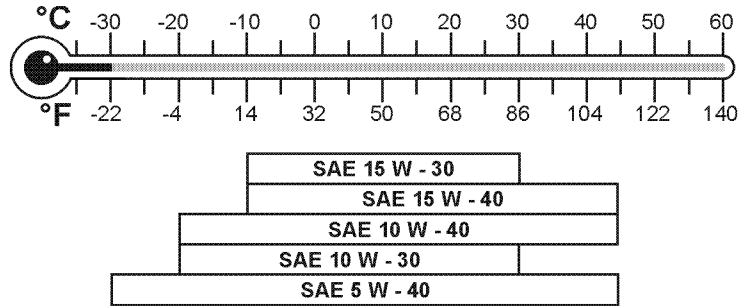 °C -30 -20 -10 0 10 20 30 40 50 60
°F -22 -4 14 32 50 68 86 104 122 140
SAE 15 W - 30
SAE 15 W - 40
SAE 10 W - 40
SAE 10 W - 30
SAE 5 W - 40